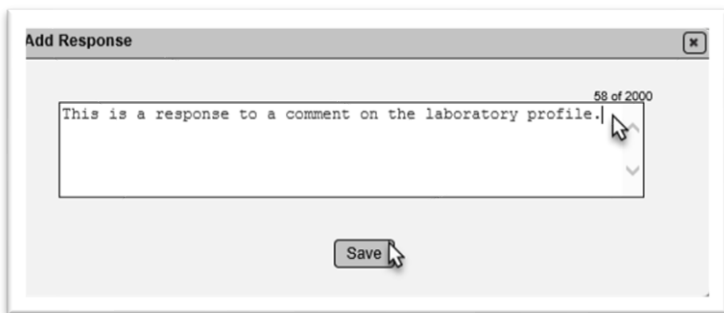 Add Response
58 of 2000
This is a response to a comment on the laboratory profile.
Save